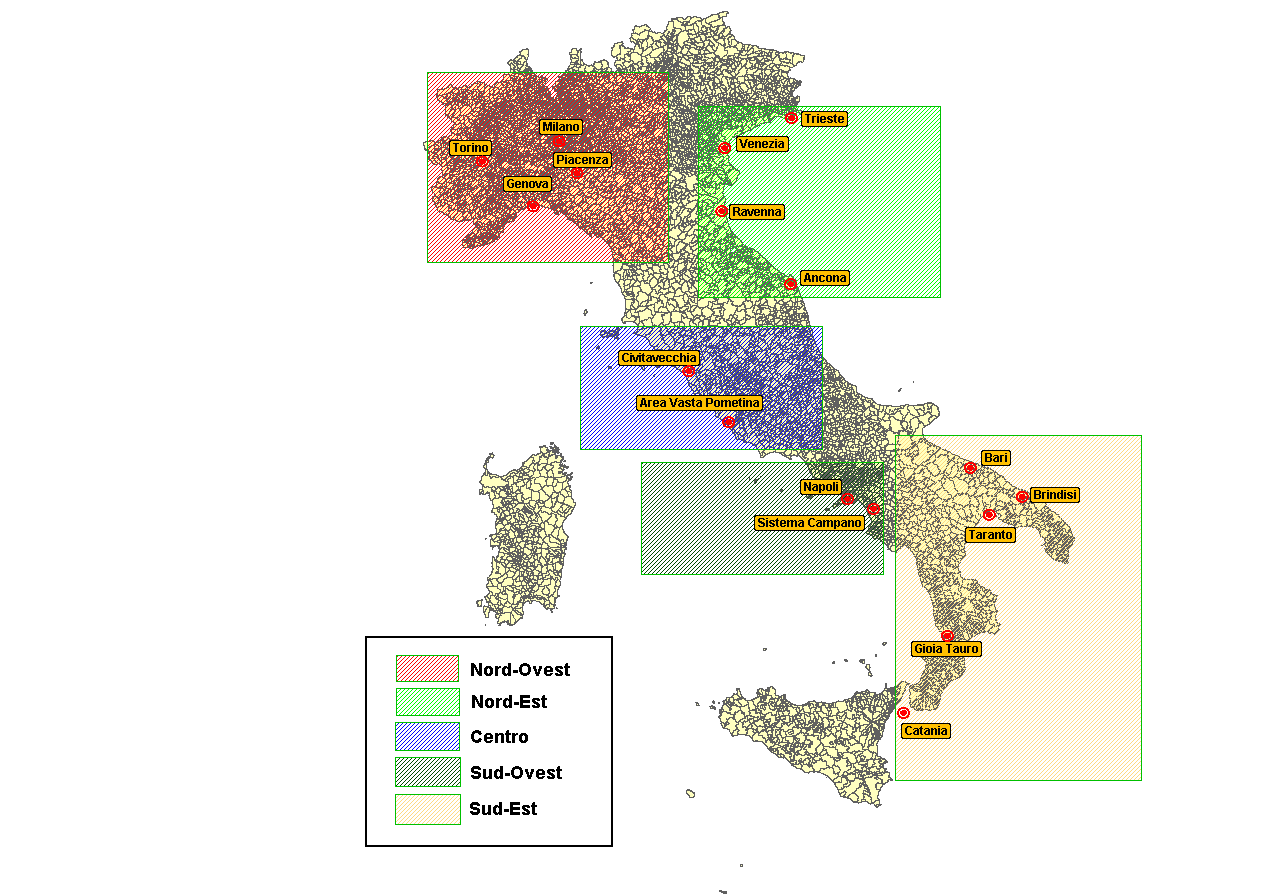 Trieste
Milano
Venezia
Torino
Piacenza
Genova
Ravenna
Ancona
Civitavecchia
Area Vasta Pometina
Bari
Napoli
Brindisi
Sistema Campano
Taranto
Gioia Tauro
Catania
Nord-Ovest
Nord-Est
Centro
Sud-Ovest
Sud-Est